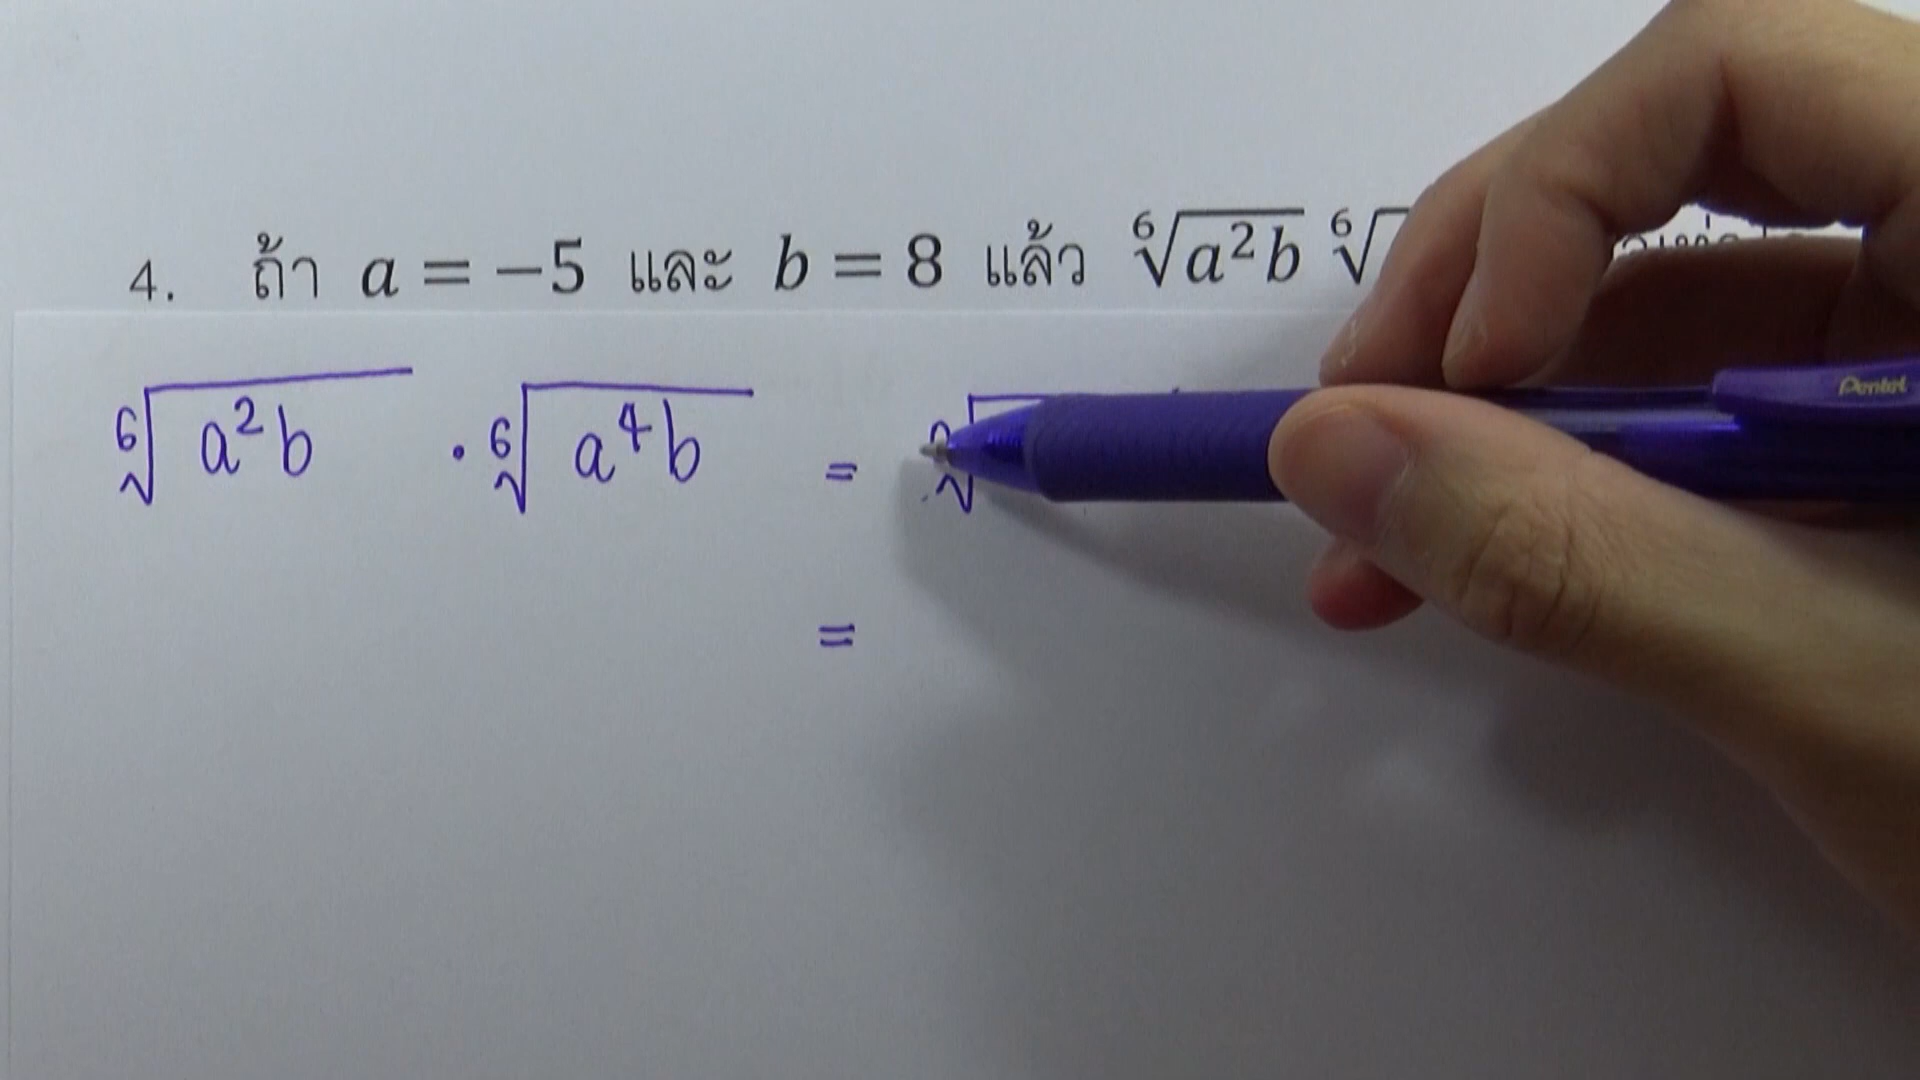 4. ถ้า a = −5 และ b = 8 แล้ว ⁶√a²b ⁶√
⁶√a²b · ⁶√a⁴b = √
=
Pentel